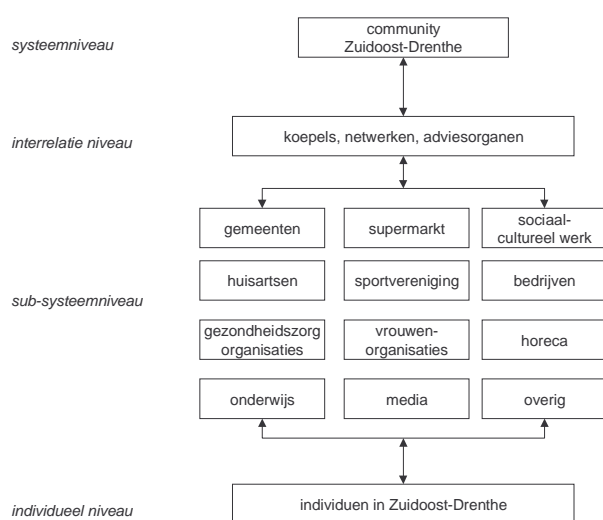 systeemniveau
community
Zuidoost-Drenthe
interrelatie niveau
koepels, netwerken, adviesorganen
gemeenten
supermarkt
sociaal-
cultureel werk
huisartsen
sportvereniging
bedrijven
sub-systeemniveau
gezondheidszorg
organisaties
vrouwen-
organisaties
horeca
onderwijs
media
overig
individueel niveau
individuen in Zuidoost-Drenthe